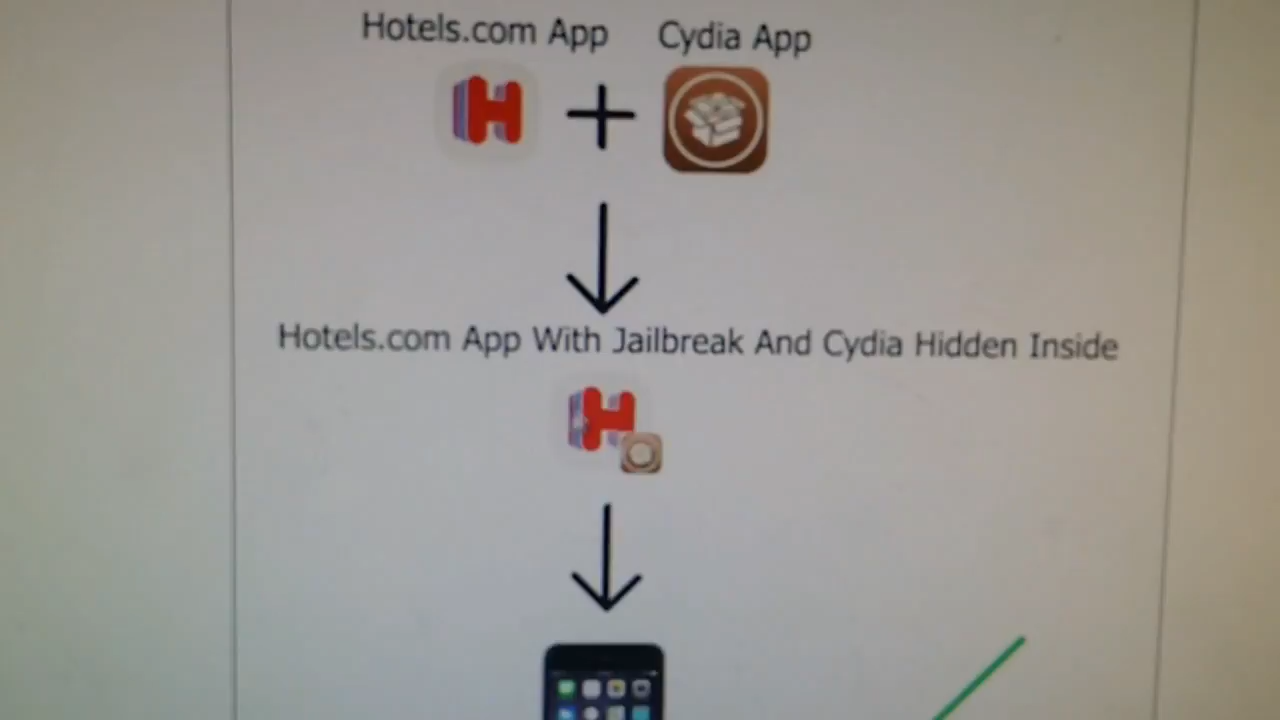 Hotels.com App Cydia App
H +
Hotels.com App With Jailbreak And Cydia Hidden Inside
H